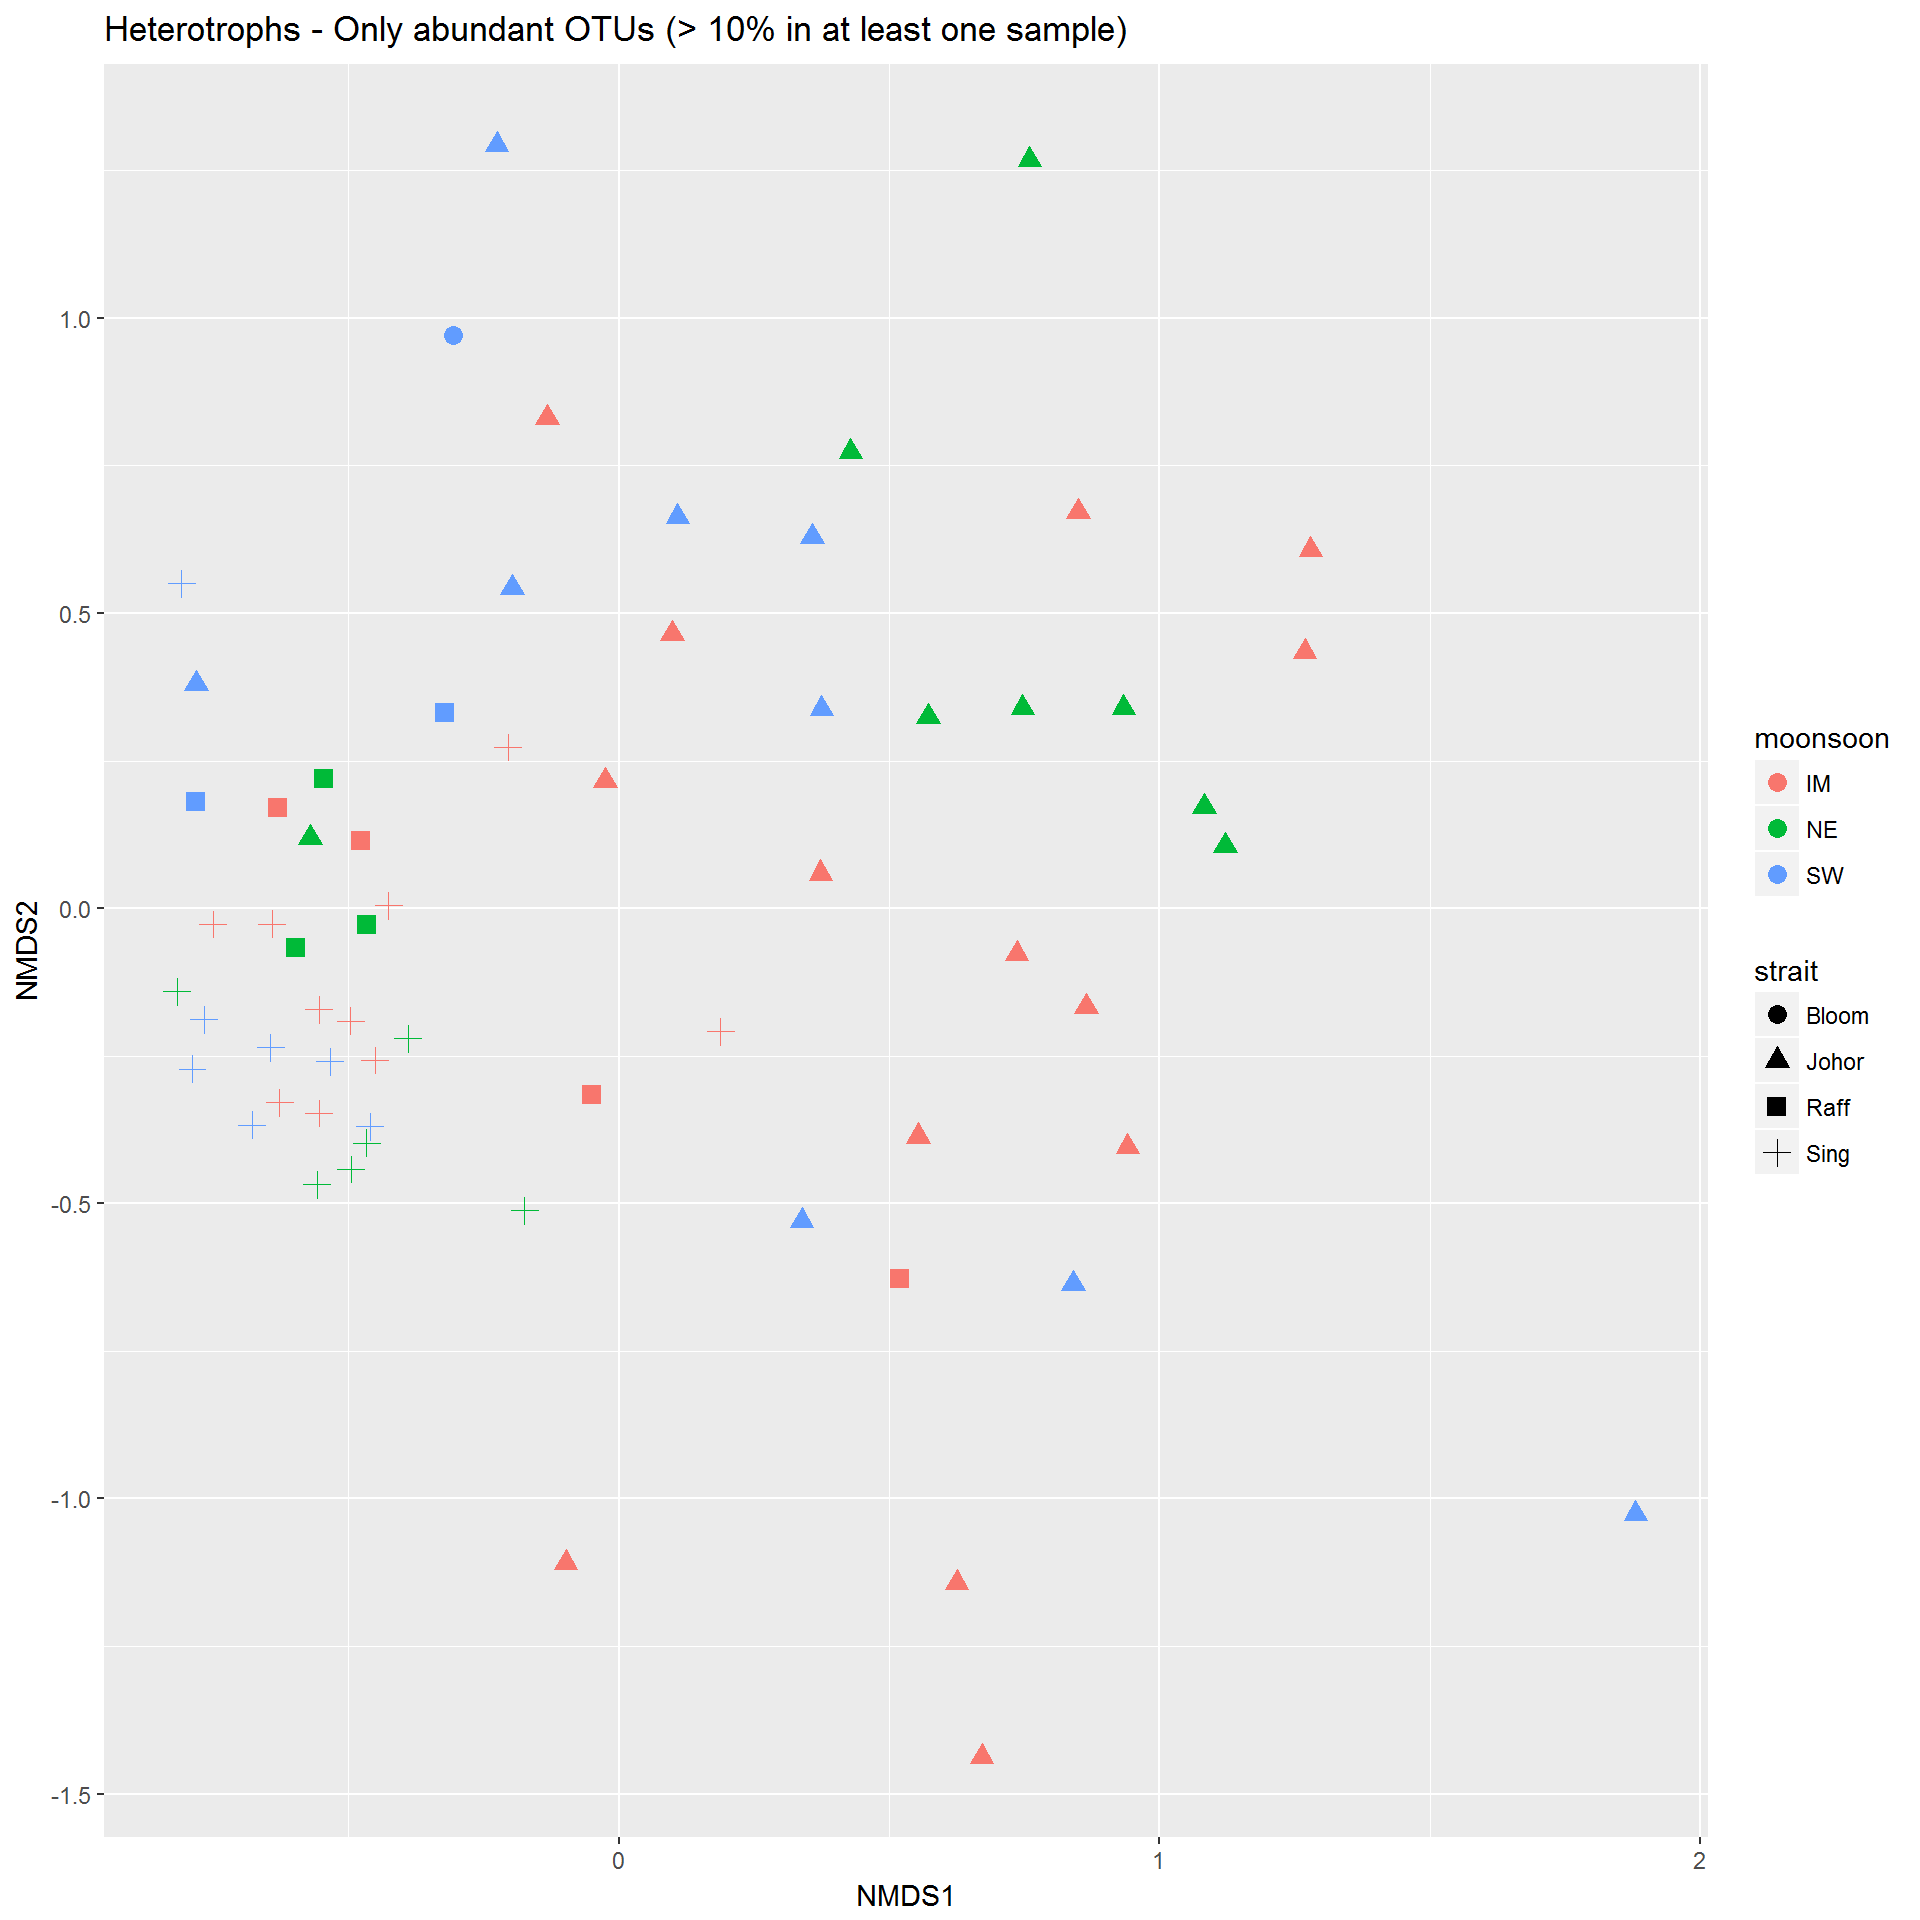 Heterotrophs - Only abundant OTUs (> 10% in at least one sample)
1.0
0.5
0.0
-0.5
-1.0
-1.5
NMDS2
0
1
2
NMDS1
moonsoon
IM
NE
SW
strait
Bloom
Johor
Raff
Sing